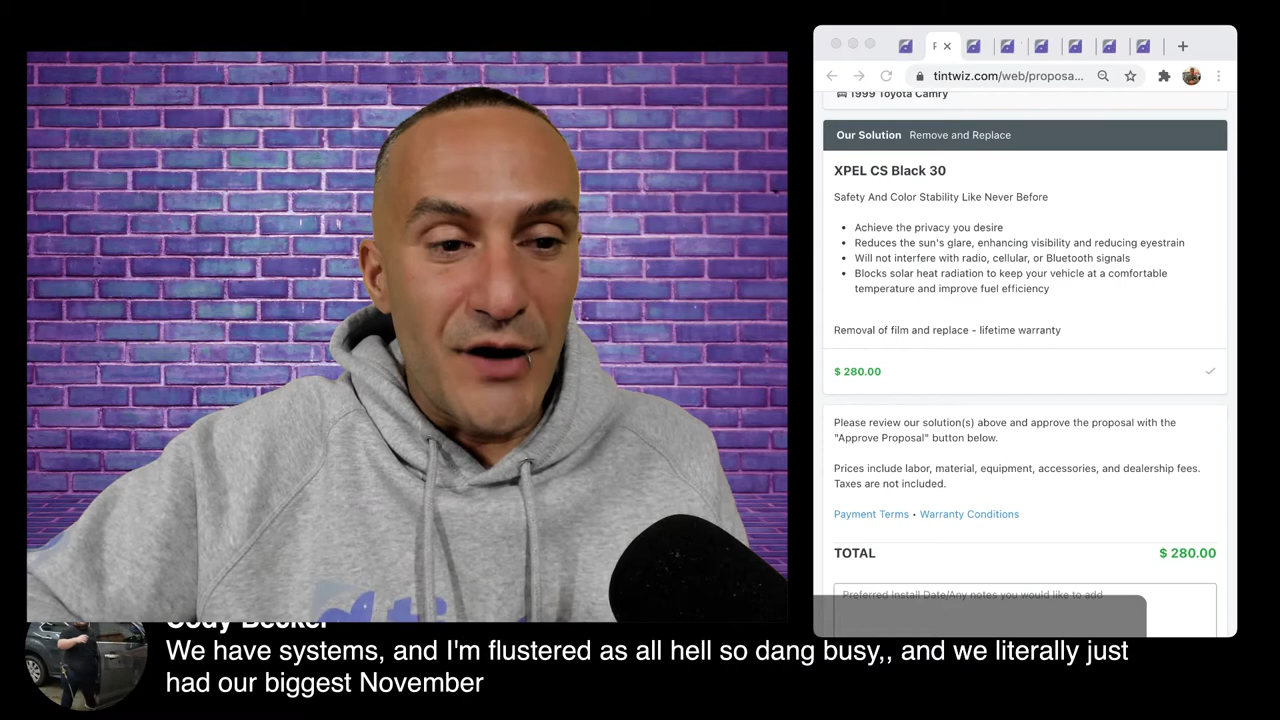 tintwiz.com/web/proposa...
1999 Toyota Camry
Our Solution Remove and Replace
XPEL CS Black 30
Safety And Color Stability Like Never Before
• Achieve the privacy you desire
• Reduces the sun's glare, enhancing visibility and reducing eyestrain
• Will not interfere with radio, cellular, or Bluetooth signals
• Blocks solar heat radiation to keep your vehicle at a comfortable
temperature and improve fuel efficiency
Removal of film and replace - lifetime warranty
$ 280.00
Please review our solution(s) above and approve the proposal with the
"Approve Proposal" button below.
Prices include labor, material, equipment, accessories, and dealership fees.
Taxes are not included.
Payment Terms • Warranty Conditions
TOTAL $ 280.00
Preferred Install Date/Any notes you would like to add
We have systems, and I'm flustered as all hell so dang busy,, and we literally just
had our biggest November